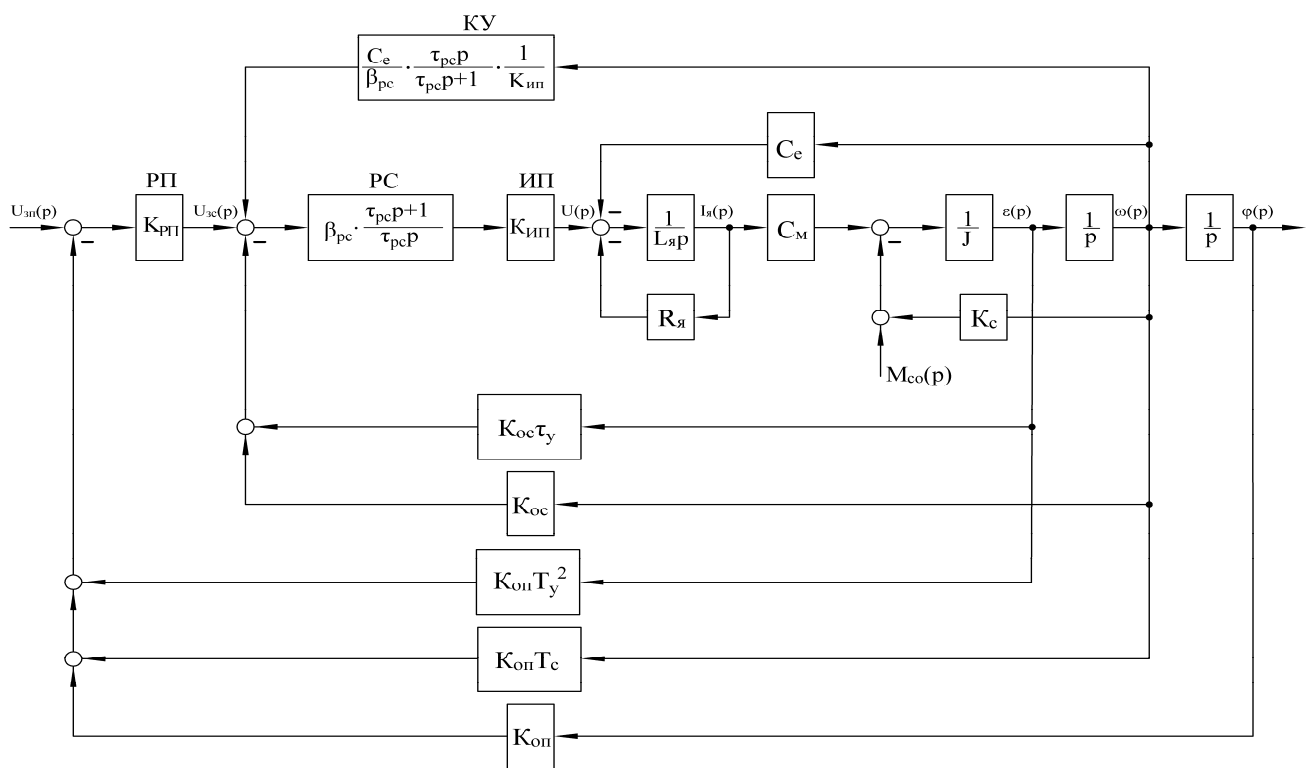 КУ
Cₑ/βрс · τрсp/τрсp+1 · 1/Kип
Cₑ
РП
РС
ИП
Uзп(p)
−
KРП
Uзс(p)
−
βрс · τрсp+1/τрсp
KИП
U(p)
−
−
1/Lяp
Iя(p)
Cм
−
1/J
ε(p)
1/p
ω(p)
1/p
φ(p)
Rя
Kс
Mсо(p)
Kосτу
Kос
KопTу²
KопTс
Kоп